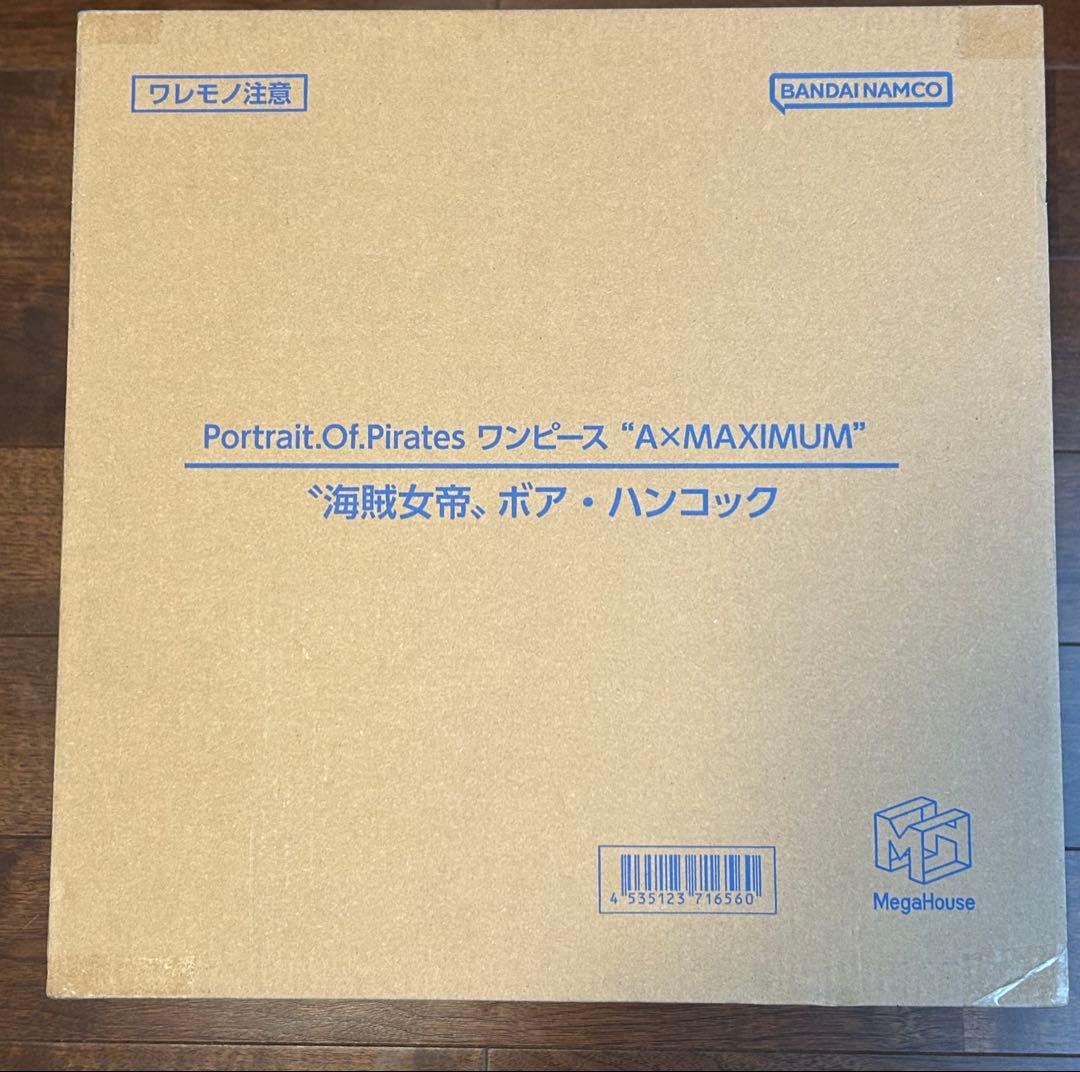 ワレモノ注意
BANDAI NAMCO
Portrait.Of.Pirates ワンピース “A×MAXIMUM”
〝海賊女帝〟ボア・ハンコック
4 535123 716560
MegaHouse